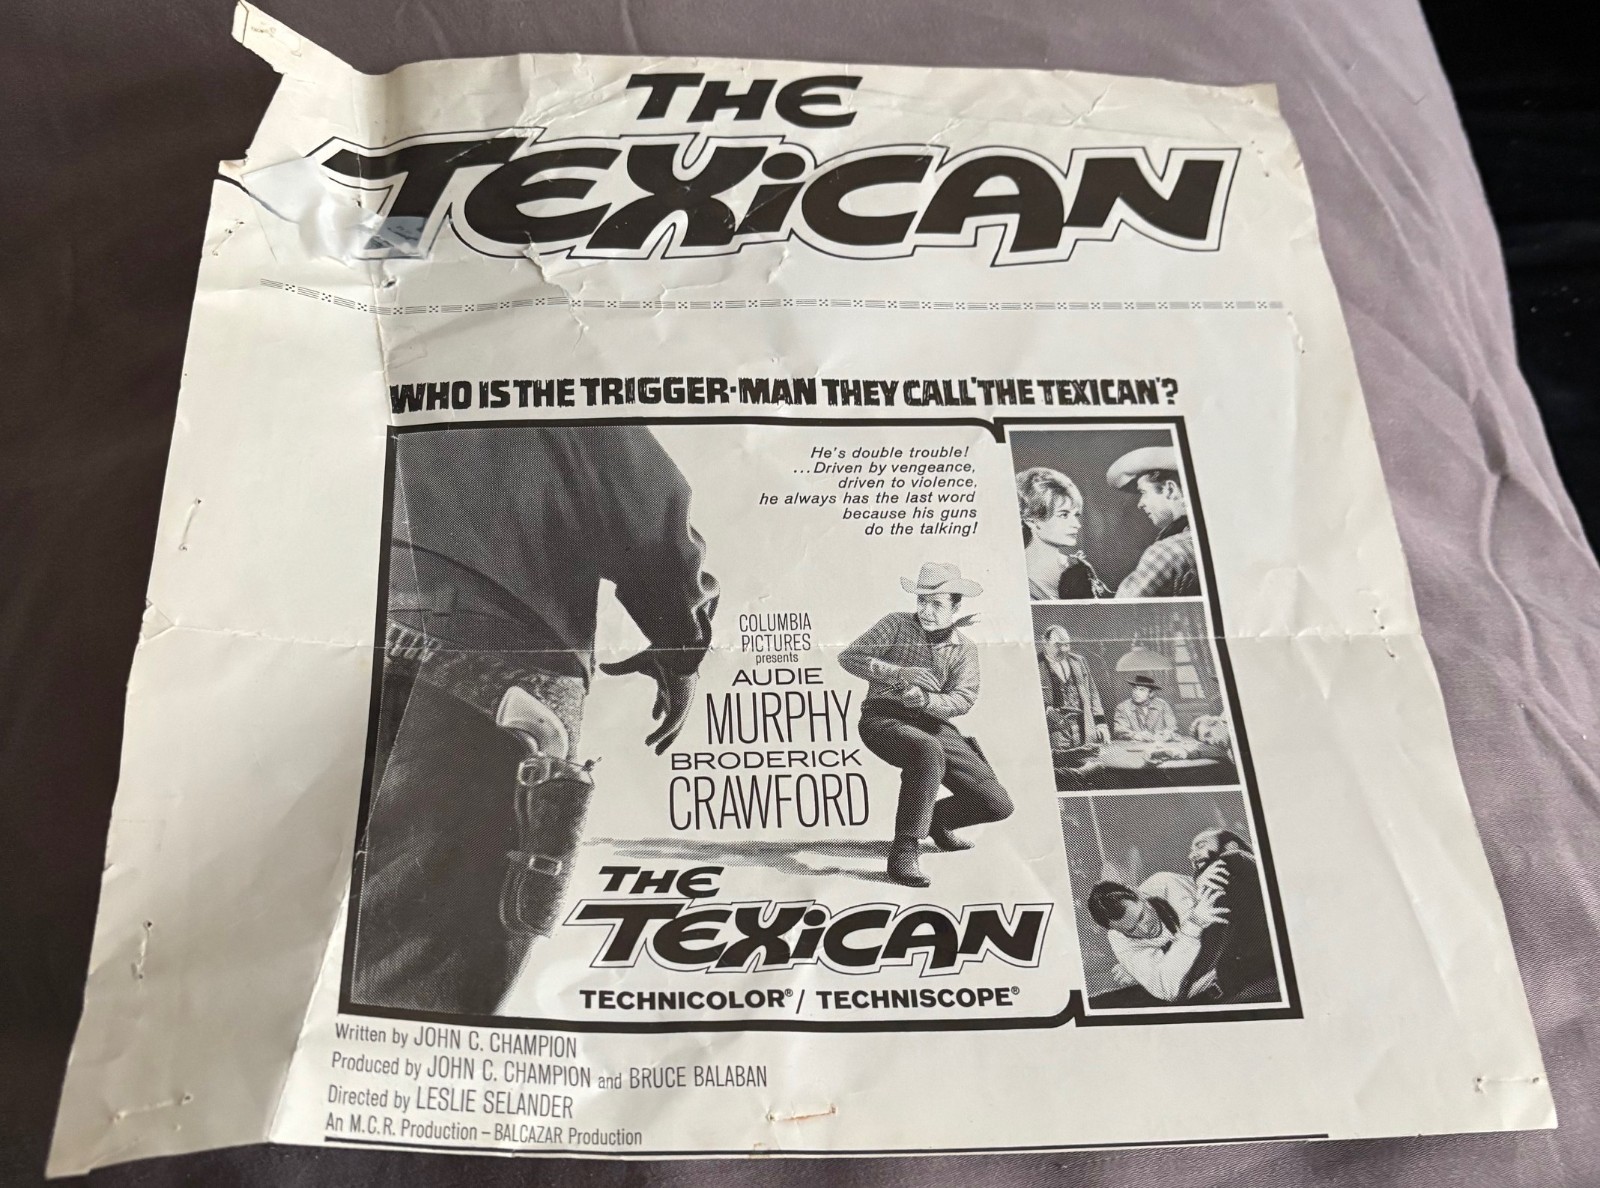 THE
TEXiCAN
WHO IS THE TRIGGER-MAN THEY CALL 'THE TEXICAN'?
He's double trouble!
...Driven by vengeance,
driven to violence,
he always has the last word
because his guns
do the talking!
COLUMBIA
PICTURES
presents
AUDIE
MURPHY
BRODERICK
CRAWFORD
THE
TEXiCAN
TECHNICOLOR® / TECHNISCOPE®
Written by JOHN C. CHAMPION
Produced by JOHN C. CHAMPION and BRUCE BALABAN
Directed by LESLIE SELANDER
An M.C.R. Production – BALCAZAR Production